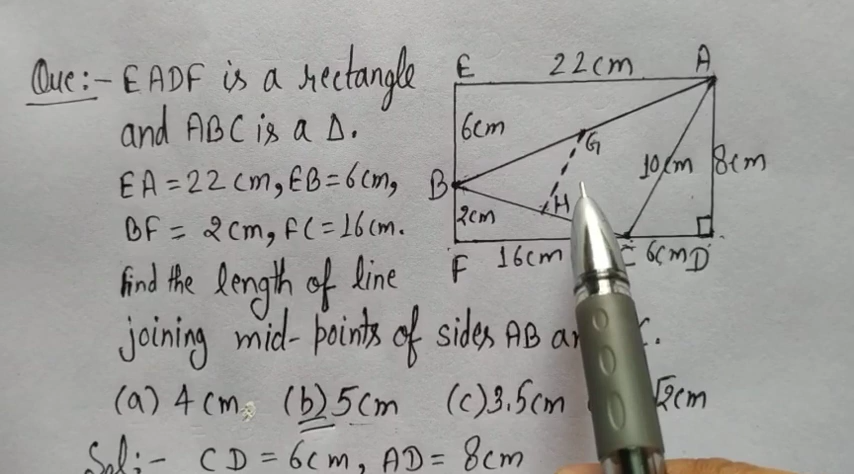 Que:- EADF is a rectangle
and ABC is a Δ.
EA = 22 cm, EB = 6 cm,
BF = 2 cm, FC = 16 cm.
find the length of line
joining mid-points of sides AB
(a) 4 cm. (b) 5 cm (c) 3.5 cm √2 cm
Sol:- CD = 6 cm, AD = 8 cm
E 22 cm A
6 cm
G
B 10 cm 8 cm
2 cm H
F 16 cm C 6 cm D